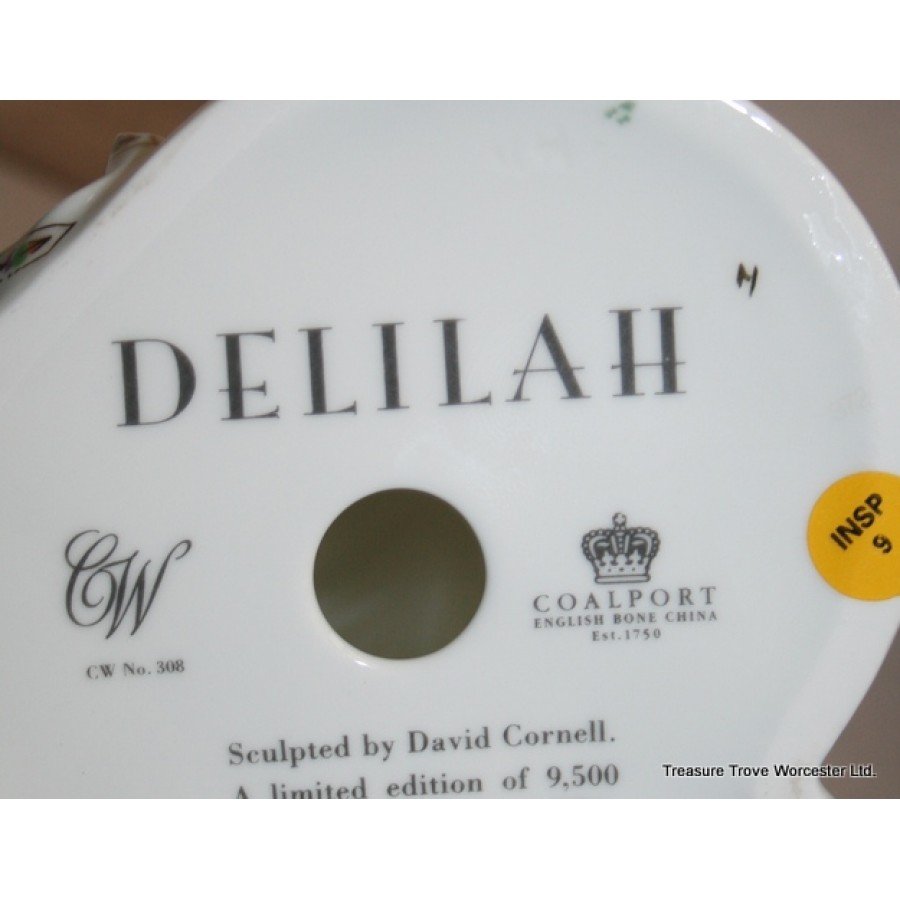 DELILAH
CW
CW No. 308
COALPORT
ENGLISH BONE CHINA
Est. 1750
INSP
9
Sculpted by David Cornell.
A limited edition of 9,500
Treasure Trove Worcester Ltd.